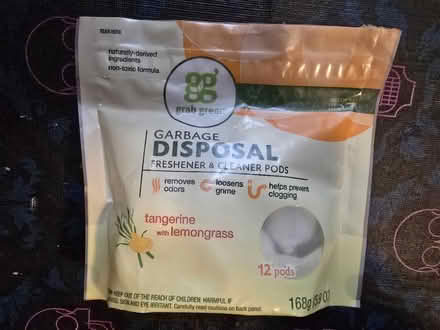 naturally-derived
ingredients
non-toxic formula
gg
grab green
GARBAGE
DISPOSAL
FRESHENER & CLEANER PODS
removes
odors
loosens
grime
helps prevent
clogging
tangerine
with lemongrass
12 pods
KEEP OUT OF THE REACH OF CHILDREN. HARMFUL IF
SKIN AND EYE IRRITANT. Carefully read cautions on back panel.
168g